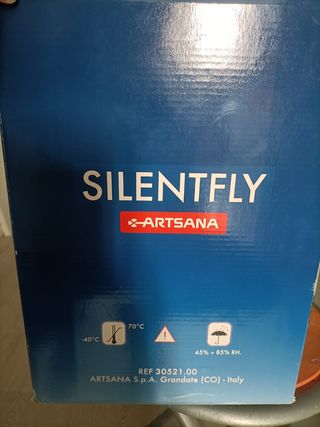 SILENTFLY
ARTSANA
-40°C 70°C
45% ÷ 85% RH.
REF 30521.00
ARTSANA S.p.A. Grandate (CO) - Italy